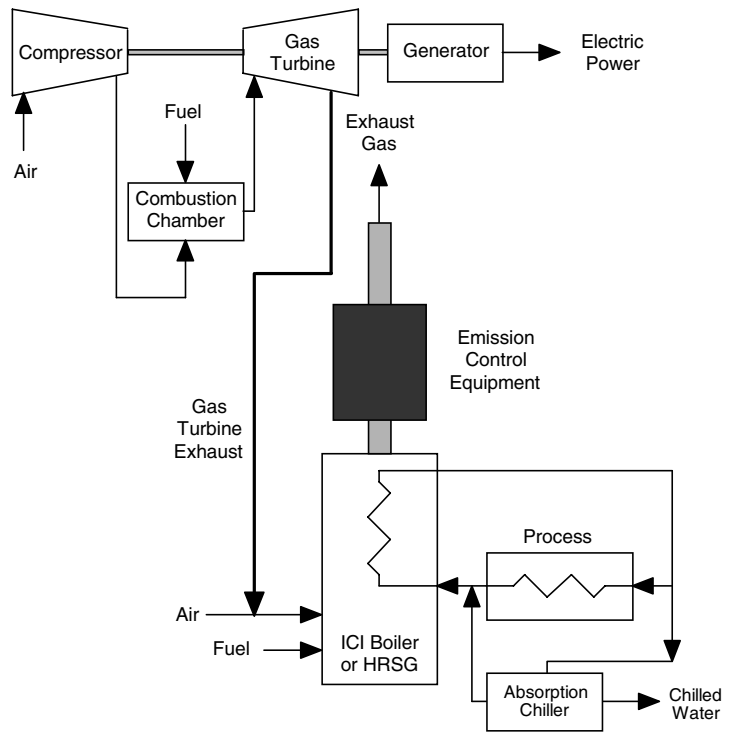 Compressor
Gas
Turbine
Generator
Electric
Power
Air
Fuel
Combustion
Chamber
Exhaust
Gas
Emission
Control
Equipment
Gas
Turbine
Exhaust
Process
Air
Fuel
ICI Boiler
or HRSG
Absorption
Chiller
Chilled
Water